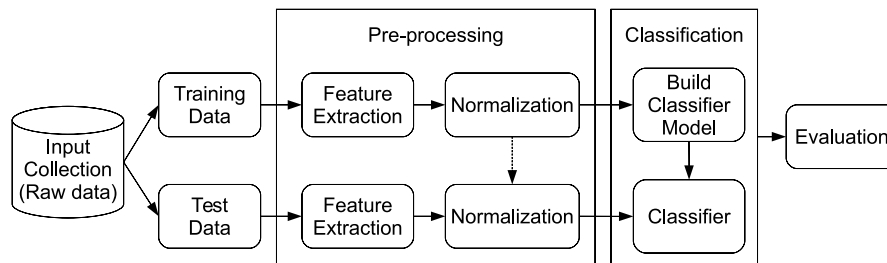 Pre-processing
Classification
Training
Data
Feature
Extraction
Normalization
Build
Classifier
Model
Input
Collection
(Raw data)
Evaluation
Test
Data
Feature
Extraction
Normalization
Classifier